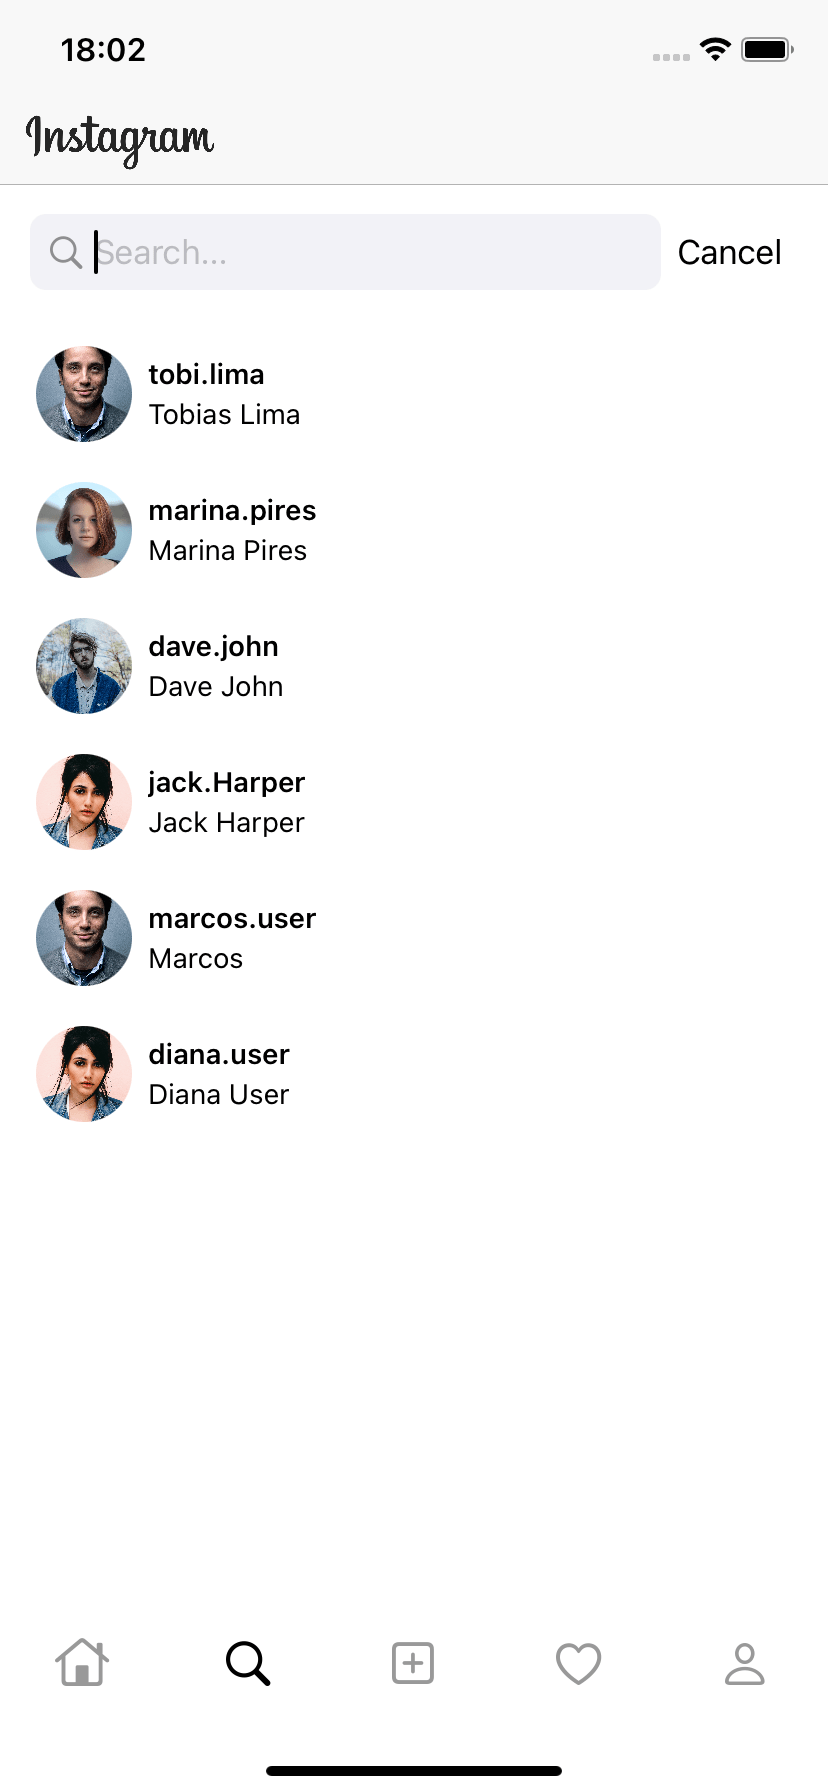 18:02
Instagram
Search...
Cancel
tobi.lima
Tobias Lima
marina.pires
Marina Pires
dave.john
Dave John
jack.Harper
Jack Harper
marcos.user
Marcos
diana.user
Diana User